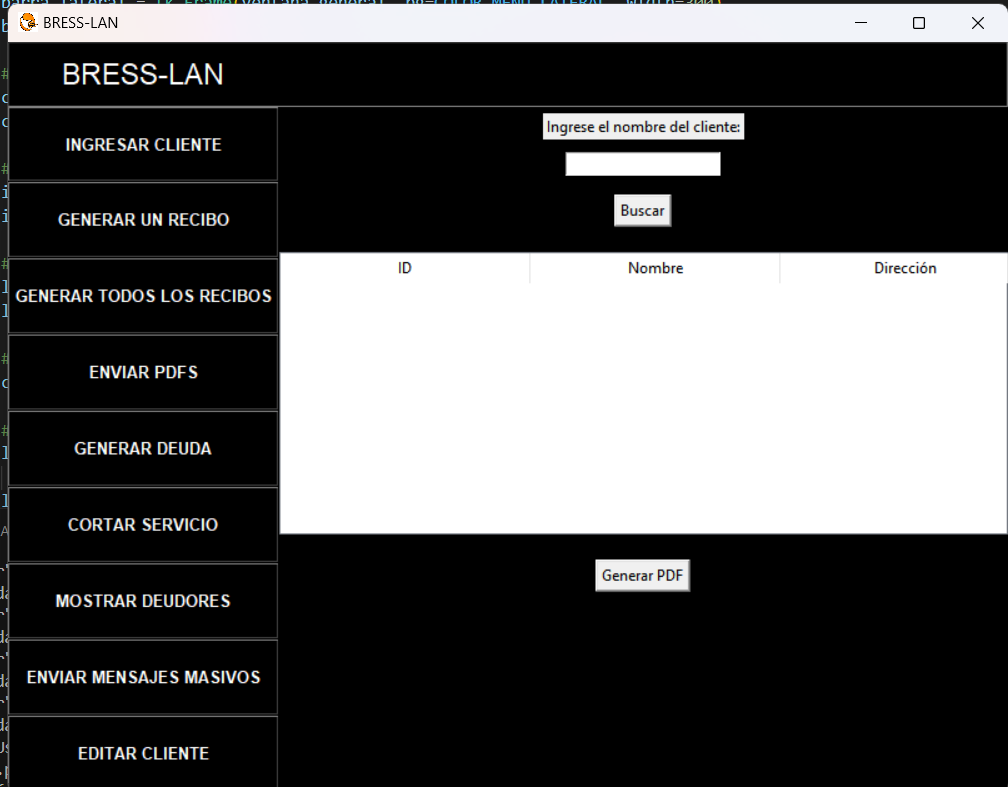 BRESS-LAN
BRESS-LAN
INGRESAR CLIENTE
GENERAR UN RECIBO
GENERAR TODOS LOS RECIBOS
ENVIAR PDFS
GENERAR DEUDA
CORTAR SERVICIO
MOSTRAR DEUDORES
ENVIAR MENSAJES MASIVOS
EDITAR CLIENTE
Ingrese el nombre del cliente:
Buscar
ID Nombre Dirección
Generar PDF